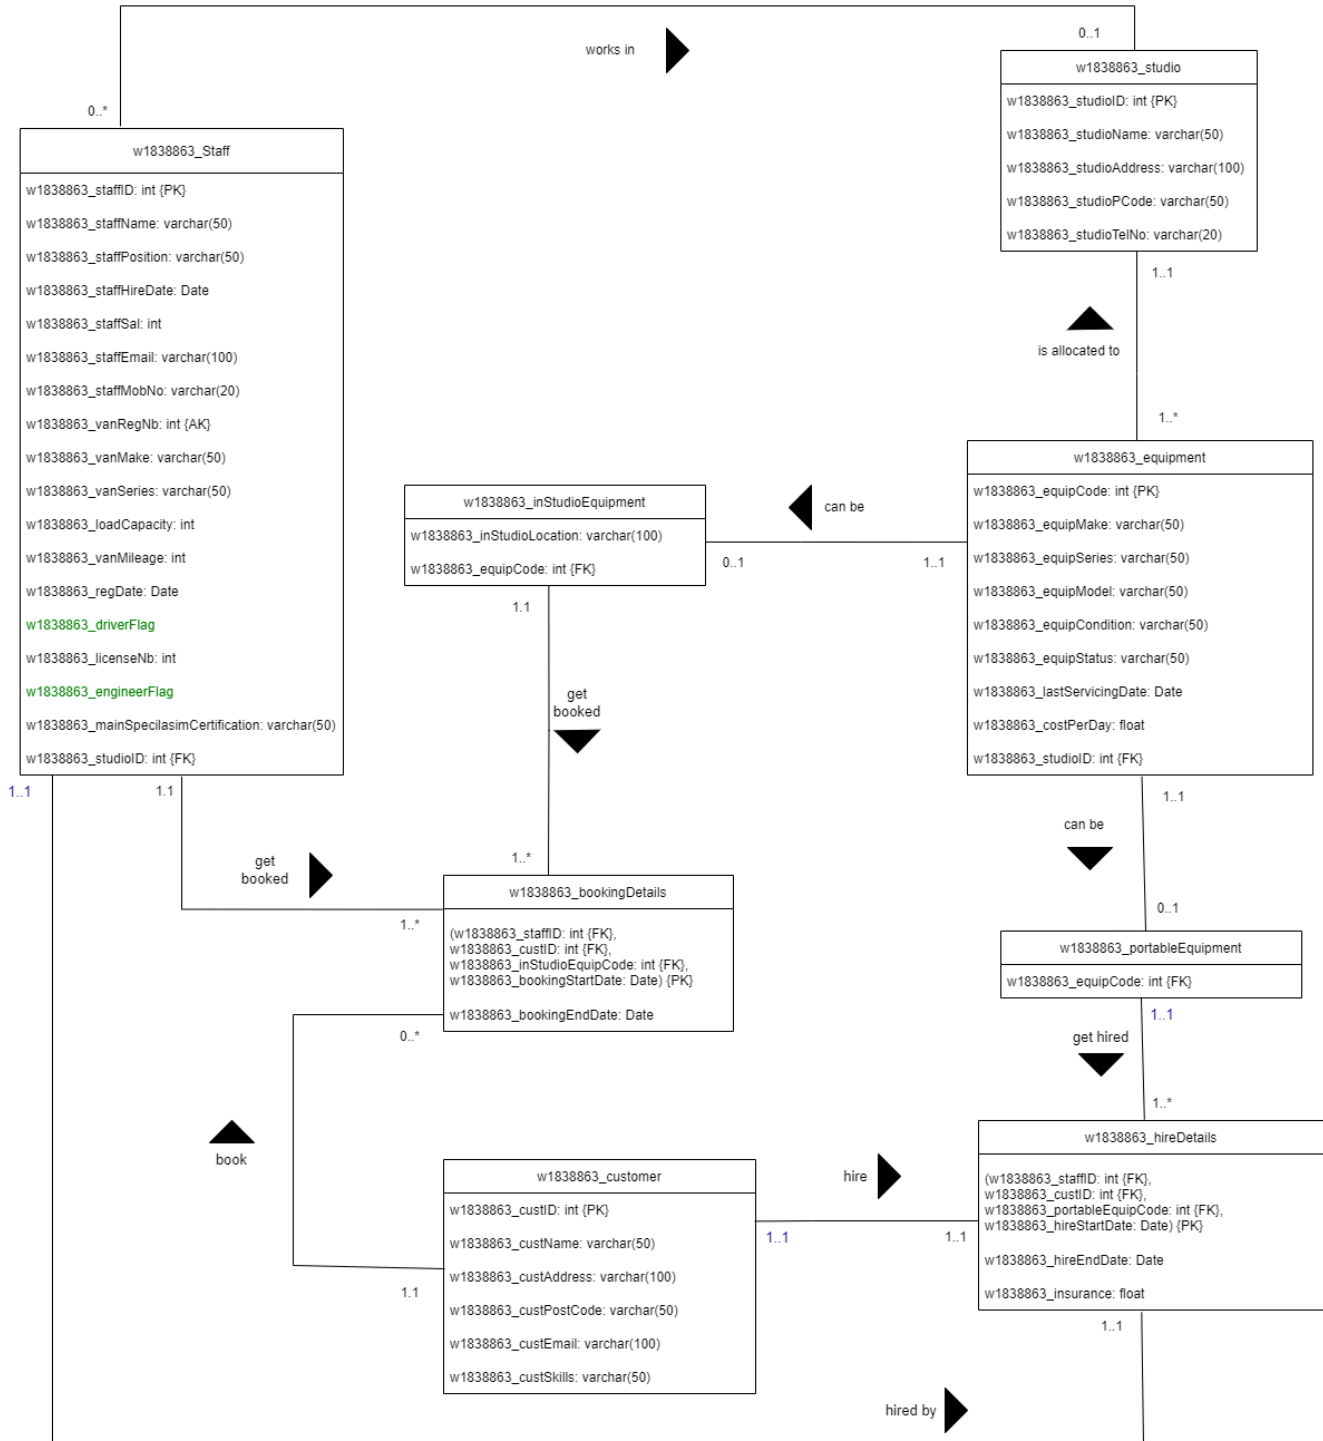 works in
0..1
0..*
w1838863_studio
w1838863_studioID: int {PK}
w1838863_studioName: varchar(50)
w1838863_studioAddress: varchar(100)
w1838863_studioPCode: varchar(50)
w1838863_studioTelNo: varchar(20)
w1838863_Staff
w1838863_staffID: int {PK}
w1838863_staffName: varchar(50)
w1838863_staffPosition: varchar(50)
w1838863_staffHireDate: Date
w1838863_staffSal: int
w1838863_staffEmail: varchar(100)
w1838863_staffMobNo: varchar(20)
w1838863_vanRegNb: int {AK}
w1838863_vanMake: varchar(50)
w1838863_vanSeries: varchar(50)
w1838863_loadCapacity: int
w1838863_vanMileage: int
w1838863_regDate: Date
w1838863_driverFlag
w1838863_licenseNb: int
w1838863_engineerFlag
w1838863_mainSpecilasimCertification: varchar(50)
w1838863_studioID: int {FK}
1..1
is allocated to
1..*
w1838863_equipment
w1838863_equipCode: int {PK}
w1838863_equipMake: varchar(50)
w1838863_equipSeries: varchar(50)
w1838863_equipModel: varchar(50)
w1838863_equipCondition: varchar(50)
w1838863_equipStatus: varchar(50)
w1838863_lastServicingDate: Date
w1838863_costPerDay: float
w1838863_studioID: int {FK}
w1838863_inStudioEquipment
w1838863_inStudioLocation: varchar(100)
w1838863_equipCode: int {FK}
can be
0..1
1..1
1.1
get
booked
1..*
1..1
1.1
get
booked
1..*
1..1
can be
0..1
w1838863_bookingDetails
(w1838863_staffID: int {FK},
w1838863_custID: int {FK},
w1838863_inStudioEquipCode: int {FK},
w1838863_bookingStartDate: Date) {PK}
w1838863_bookingEndDate: Date
w1838863_portableEquipment
w1838863_equipCode: int {FK}
0..*
book
1.1
1..1
get hired
1..*
w1838863_customer
w1838863_custID: int {PK}
w1838863_custName: varchar(50)
w1838863_custAddress: varchar(100)
w1838863_custPostCode: varchar(50)
w1838863_custEmail: varchar(100)
w1838863_custSkills: varchar(50)
hire
1..1
1..1
w1838863_hireDetails
(w1838863_staffID: int {FK},
w1838863_custID: int {FK},
w1838863_portableEquipCode: int {FK},
w1838863_hireStartDate: Date) {PK}
w1838863_hireEndDate: Date
w1838863_insurance: float
1..1
hired by